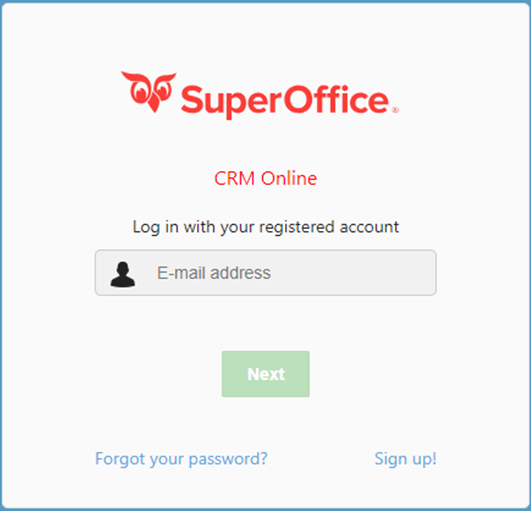 SuperOffice®
CRM Online
Log in with your registered account
E-mail address
Next
Forgot your password? Sign up!